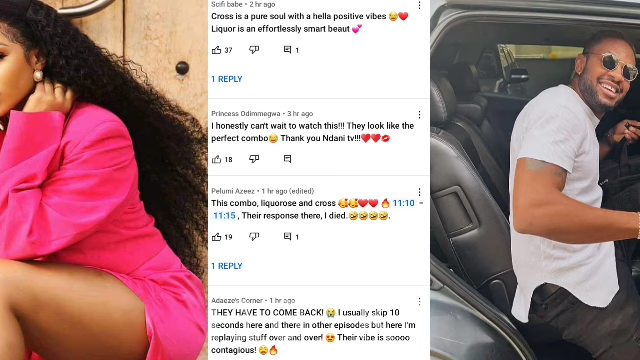 Scifi babe • 2 hr ago
Cross is a pure soul with a hella positive vibes 😅❤️
Liquor is an effortlessly smart beaut 💕
37 1
1 REPLY
Princess Odimmegwa • 3 hr ago
I honestly can't wait to watch this!!! They look like the
perfect combo😅 Thank you Ndani tv!!!❤️❤️💋
18
Pelumi Azeez • 1 hr ago (edited)
This combo, liquorose and cross 🥰🥰❤️❤️ 🔥 11:10 -
11:15 , Their response there, I died.🤣🤣🤣🤣.
19 1
1 REPLY
Adaeze's Corner • 1 hr ago
THEY HAVE TO COME BACK! 😭 I usually skip 10
seconds here and there in other episodes but here I'm
replaying stuff over and over! 😍 Their vibe is soooo
contagious! 😅🔥